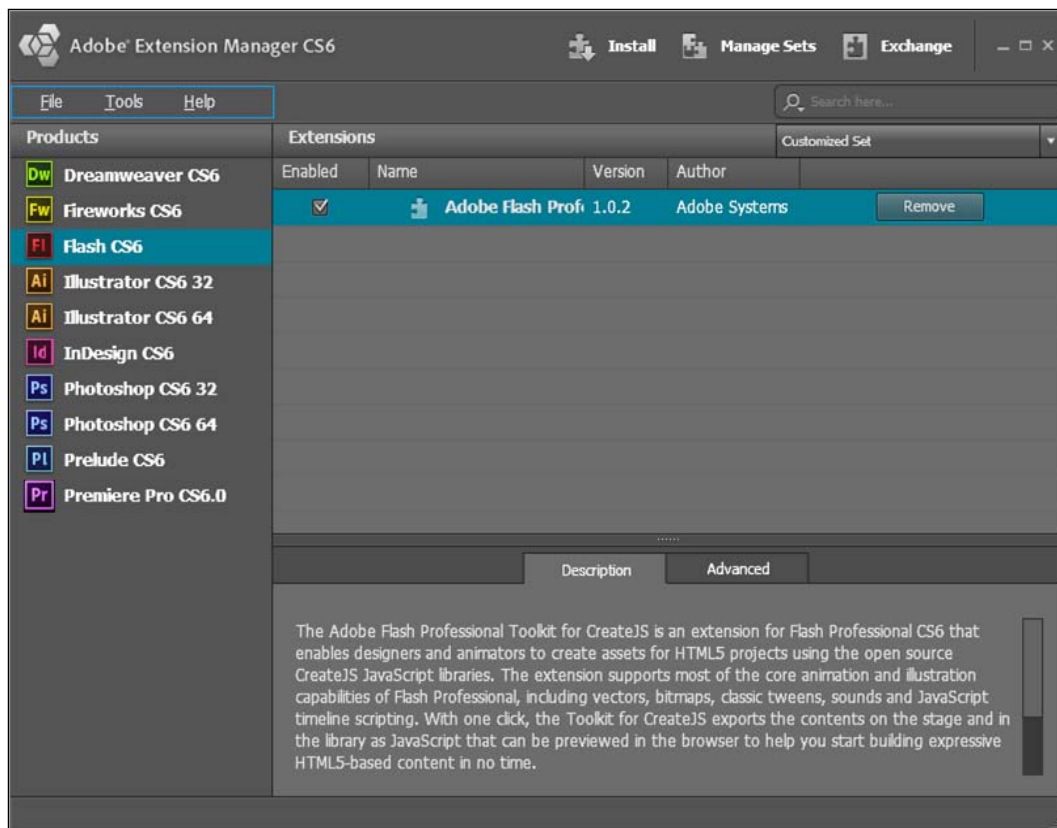 Adobe® Extension Manager CS6 Install Manage Sets Exchange
File Tools Help Search here...
Products
Extensions Customized Set
Enabled Name Version Author
Adobe Flash Profe 1.0.2 Adobe Systems Remove
Dw Dreamweaver CS6
Fw Fireworks CS6
Fl Flash CS6
Ai Illustrator CS6 32
Ai Illustrator CS6 64
Id InDesign CS6
Ps Photoshop CS6 32
Ps Photoshop CS6 64
Pl Prelude CS6
Pr Premiere Pro CS6.0
Description Advanced
The Adobe Flash Professional Toolkit for CreateJS is an extension for Flash Professional CS6 that
enables designers and animators to create assets for HTML5 projects using the open source
CreateJS JavaScript libraries. The extension supports most of the core animation and illustration
capabilities of Flash Professional, including vectors, bitmaps, classic tweens, sounds and JavaScript
timeline scripting. With one click, the Toolkit for CreateJS exports the contents on the stage and in
the library as JavaScript that can be previewed in the browser to help you start building expressive
HTML5-based content in no time.